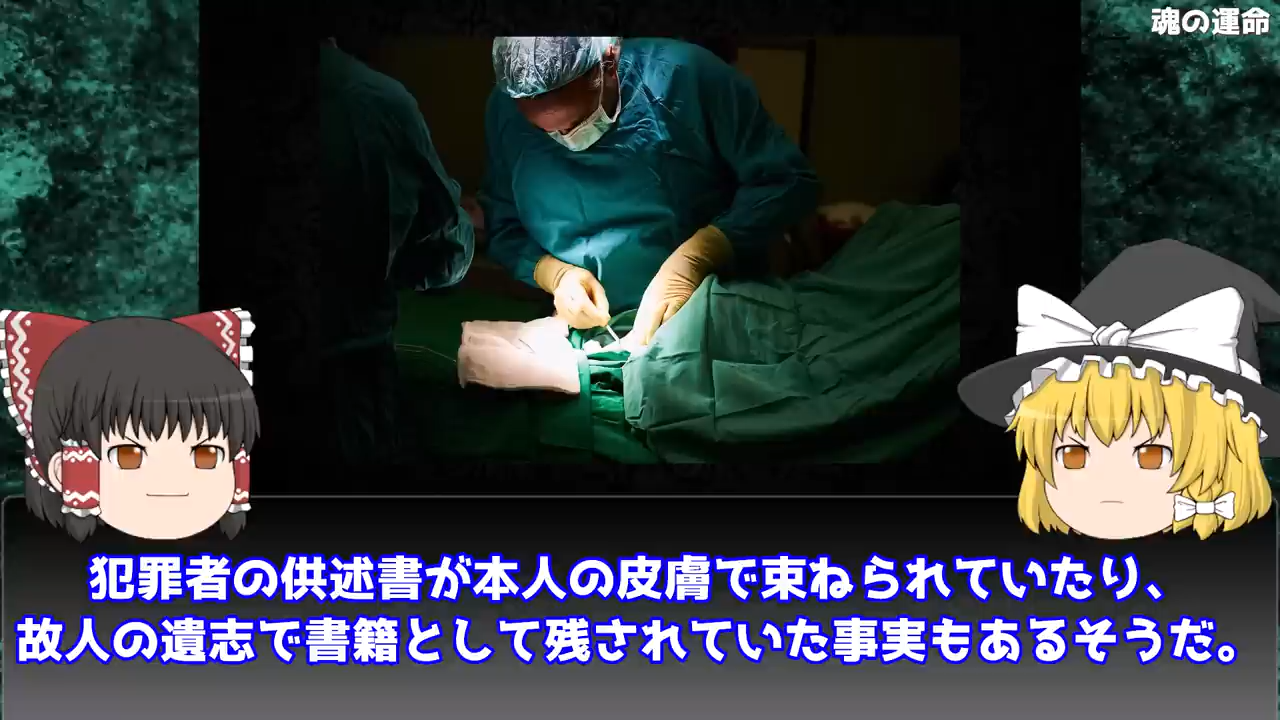 魂の運命
犯罪者の供述書が本人の皮膚で束ねられていたり、
故人の遺志で書籍として残されていた事実もあるそうだ。